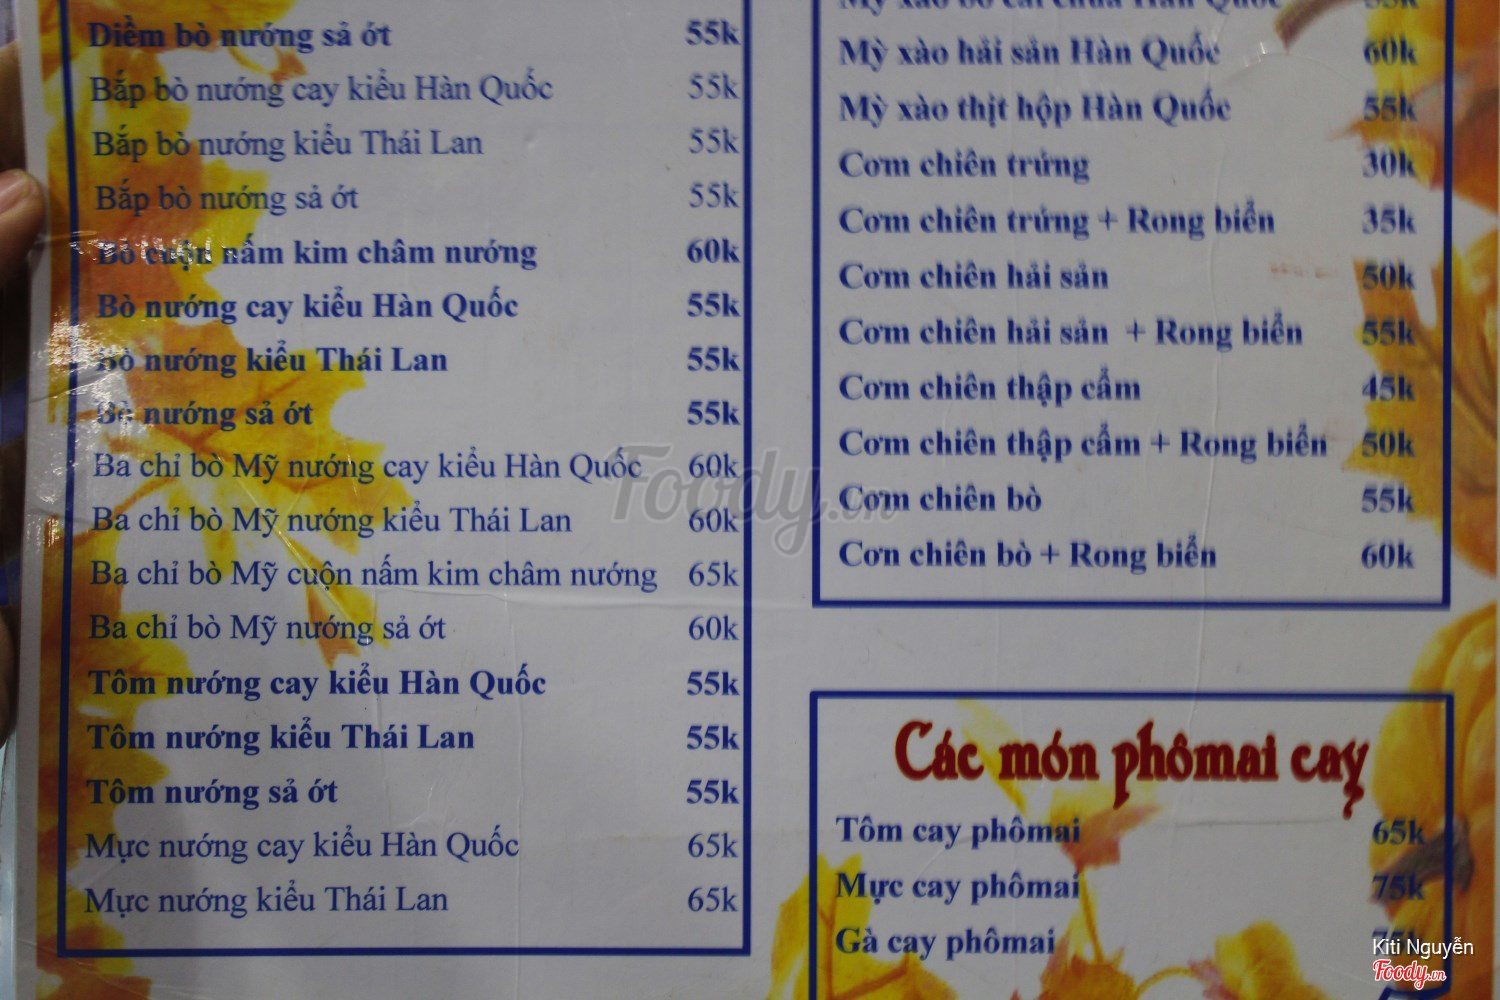 Diềm bò nướng sả ớt 55k
Bắp bò nướng cay kiểu Hàn Quốc 55k
Bắp bò nướng kiểu Thái Lan 55k
Bắp bò nướng sả ớt 55k
Bò cuộn nấm kim châm nướng 60k
Bò nướng cay kiểu Hàn Quốc 55k
Bò nướng kiểu Thái Lan 55k
Bò nướng sả ớt 55k
Ba chỉ bò Mỹ nướng cay kiểu Hàn Quốc 60k
Ba chỉ bò Mỹ nướng kiểu Thái Lan 60k
Ba chỉ bò Mỹ cuộn nấm kim châm nướng 65k
Ba chỉ bò Mỹ nướng sả ớt 60k
Tôm nướng cay kiểu Hàn Quốc 55k
Tôm nướng kiểu Thái Lan 55k
Tôm nướng sả ớt 55k
Mực nướng cay kiểu Hàn Quốc 65k
Mực nướng kiểu Thái Lan 65k
Mỳ xào bò cải chua Hàn Quốc 55k
Mỳ xào hải sản Hàn Quốc 60k
Mỳ xào thịt hộp Hàn Quốc 55k
Cơm chiên trứng 30k
Cơm chiên trứng + Rong biển 35k
Cơm chiên hải sản 50k
Cơm chiên hải sản + Rong biển 55k
Cơm chiên thập cẩm 45k
Cơm chiên thập cẩm + Rong biển 50k
Cơm chiên bò 55k
Cơn chiên bò + Rong biển 60k
Các món phômai cay
Tôm cay phômai 65k
Mực cay phômai 75k
Gà cay phômai 75k
Foody.vn
Kiti Nguyễn
Foody.vn